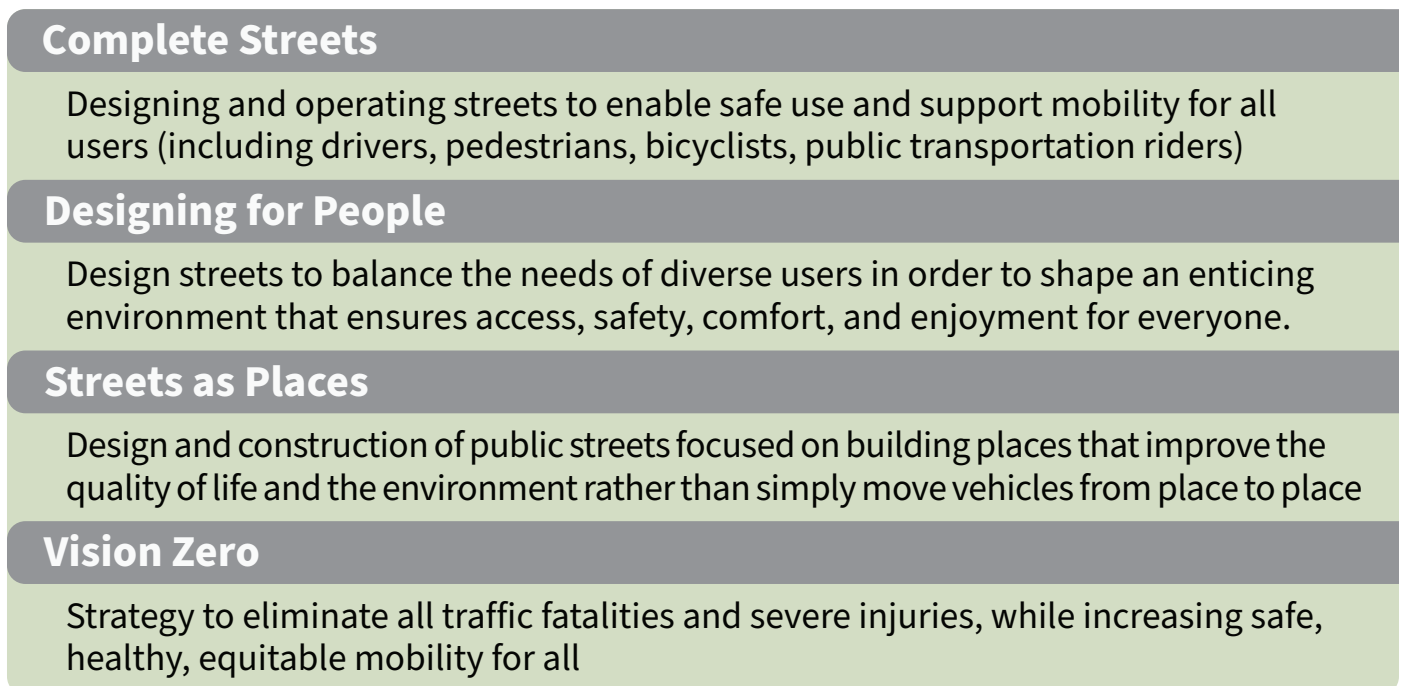 Complete Streets
Designing and operating streets to enable safe use and support mobility for all
users (including drivers, pedestrians, bicyclists, public transportation riders)
Designing for People
Design streets to balance the needs of diverse users in order to shape an enticing
environment that ensures access, safety, comfort, and enjoyment for everyone.
Streets as Places
Design and construction of public streets focused on building places that improve the
quality of life and the environment rather than simply move vehicles from place to place
Vision Zero
Strategy to eliminate all traffic fatalities and severe injuries, while increasing safe,
healthy, equitable mobility for all